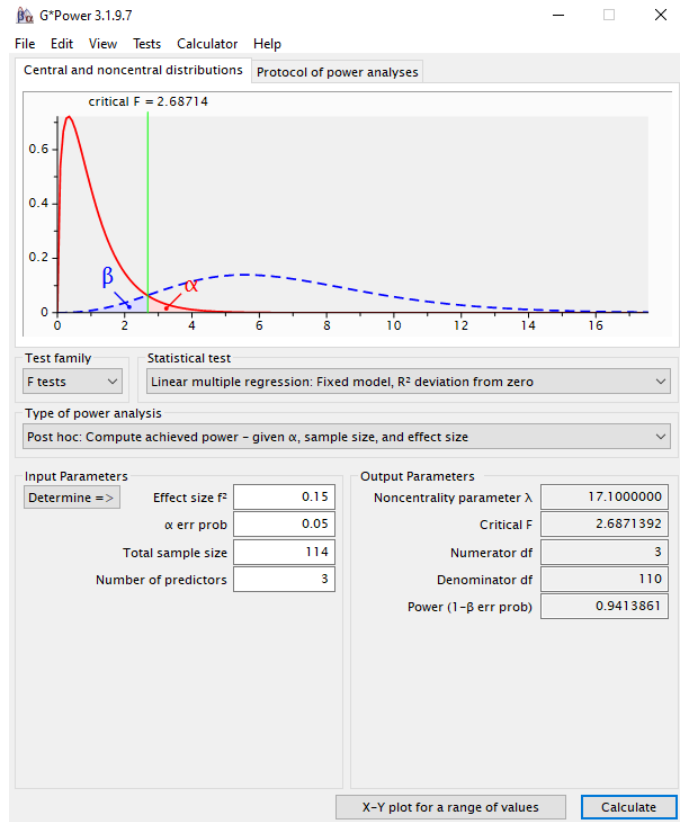 G*Power 3.1.9.7
File Edit View Tests Calculator Help
Central and noncentral distributions Protocol of power analyses
critical F = 2.68714
0.6
0.4
0.2
0
β
α
0 2 4 6 8 10 12 14 16
Test family Statistical test
F tests Linear multiple regression: Fixed model, R² deviation from zero
Type of power analysis
Post hoc: Compute achieved power – given α, sample size, and effect size
Input Parameters Output Parameters
Determine => Effect size f² 0.15 Noncentrality parameter λ 17.1000000
α err prob 0.05 Critical F 2.6871392
Total sample size 114 Numerator df 3
Number of predictors 3 Denominator df 110
Power (1-β err prob) 0.9413861
X-Y plot for a range of values Calculate